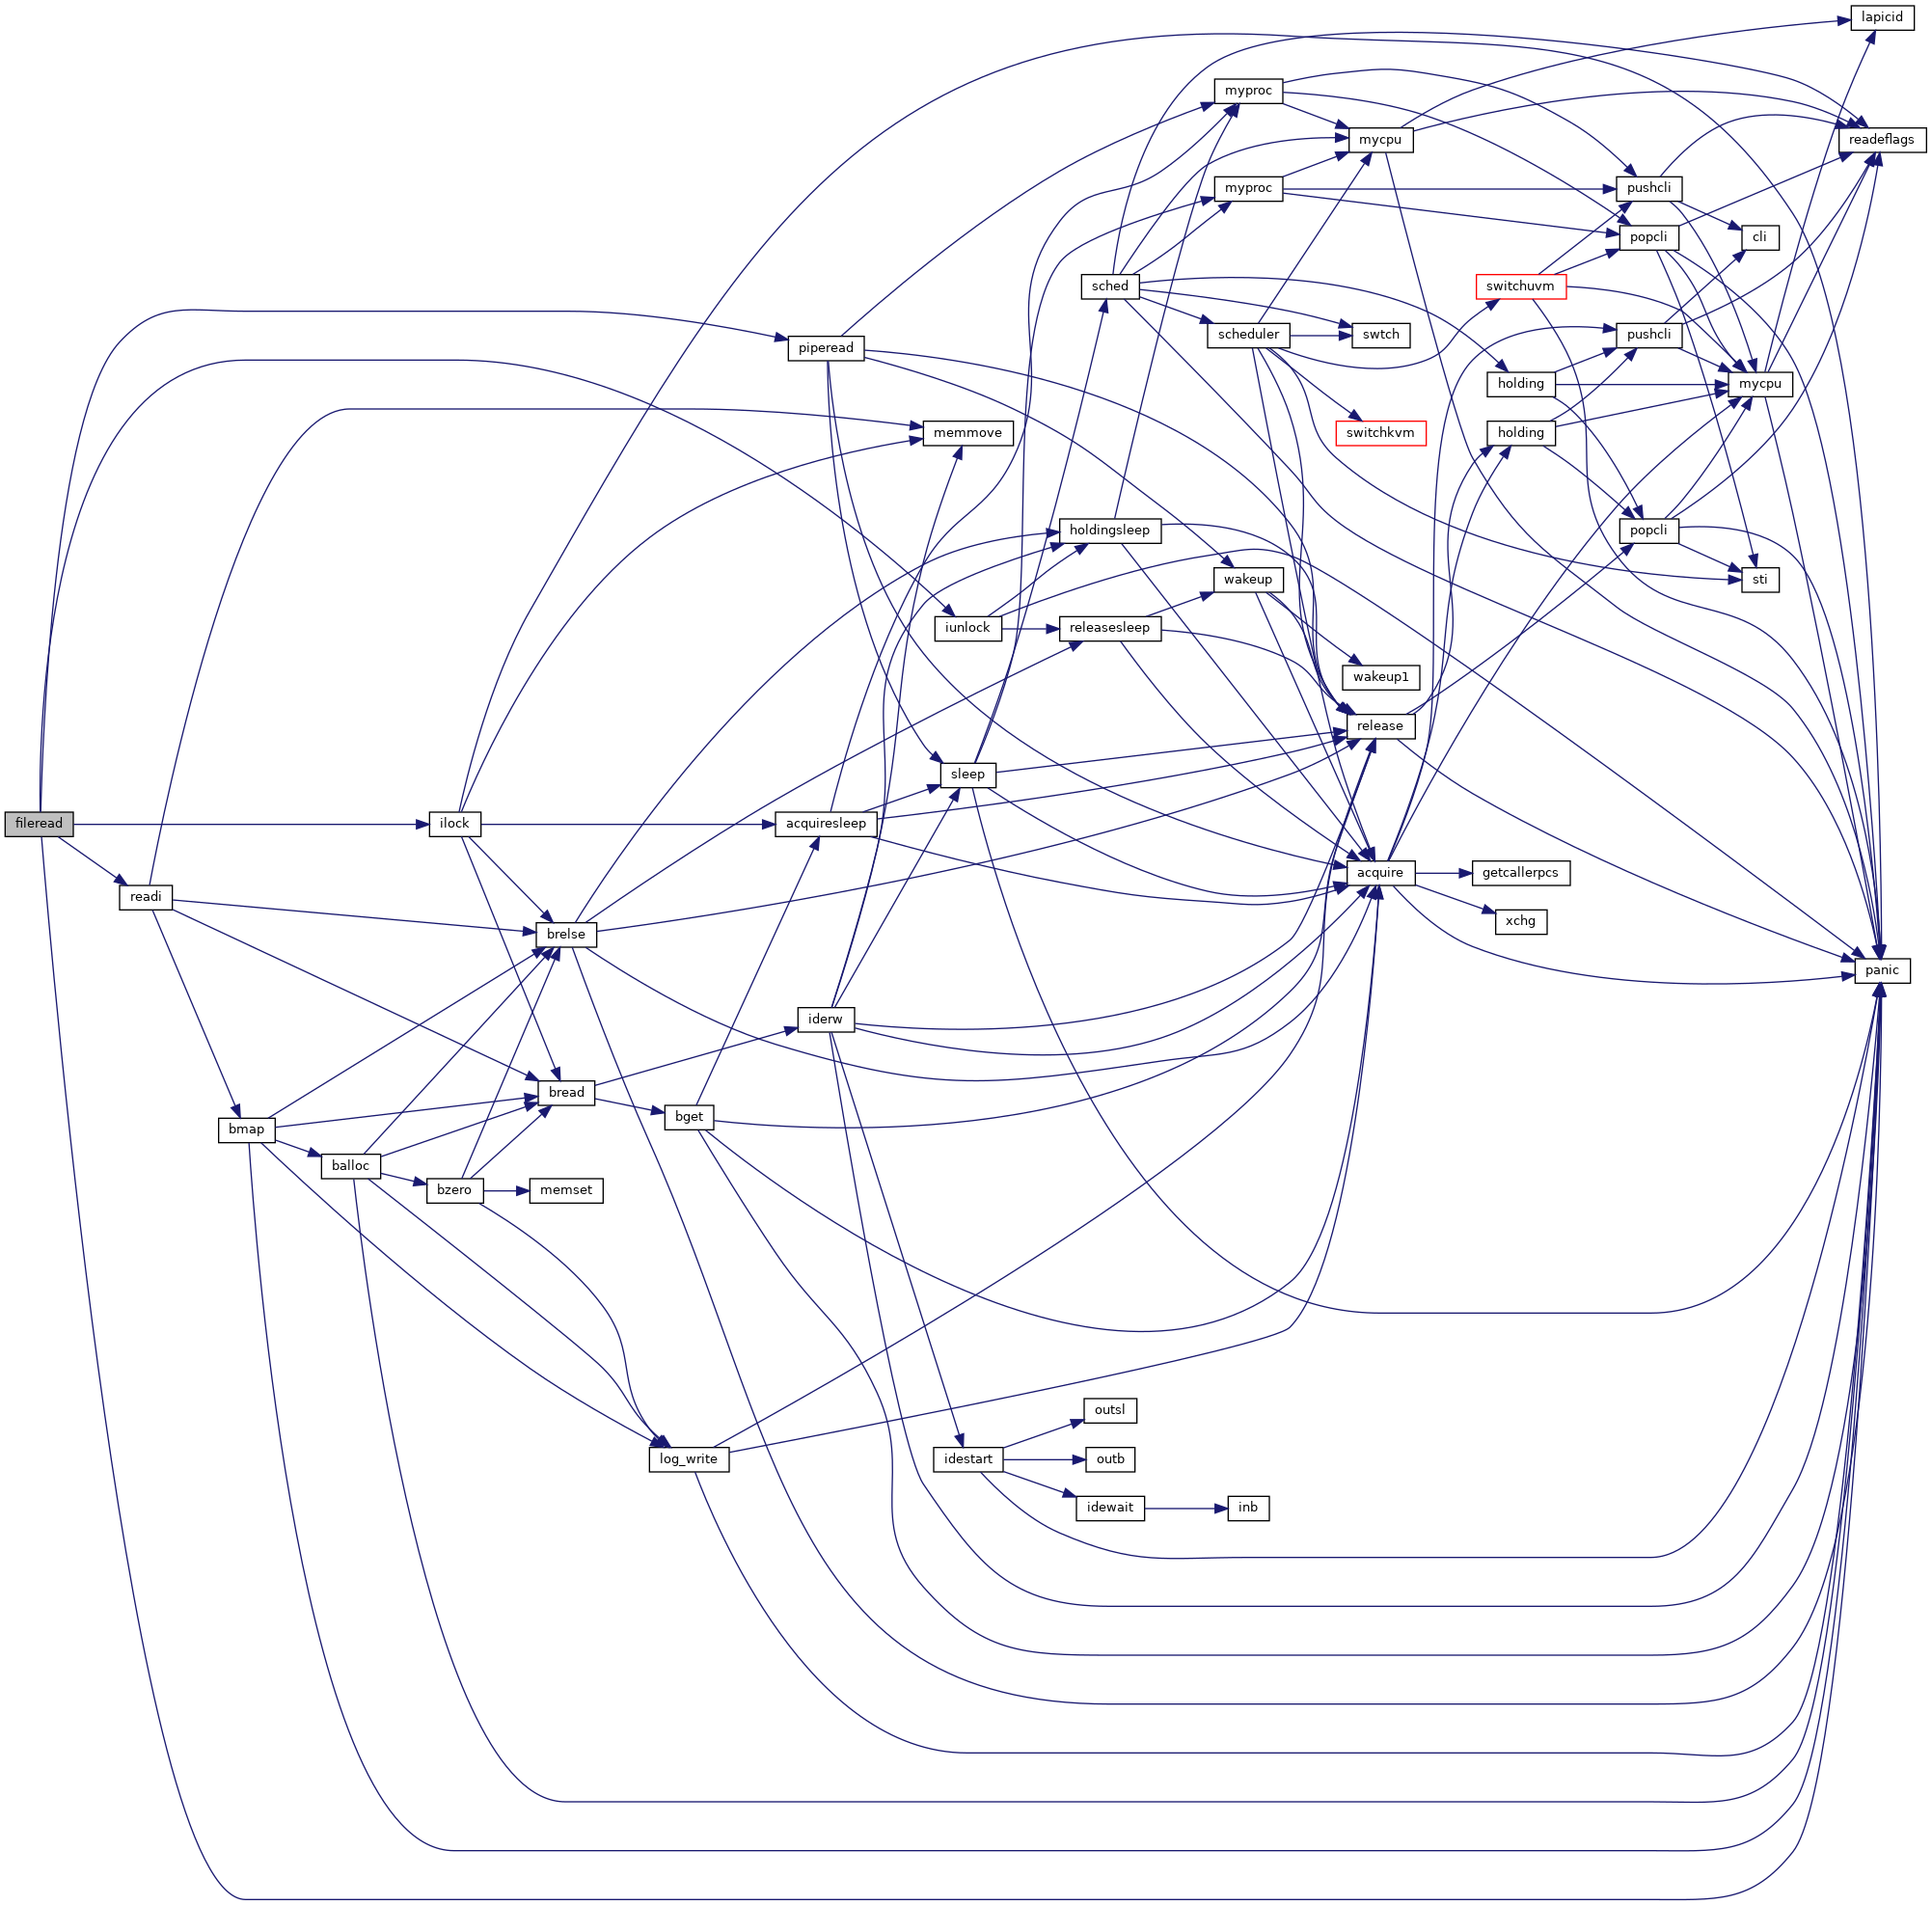 lapicid
myproc
readeflags
mycpu
myproc
pushcli
popcli
cli
sched
switchuvm
scheduler
swtch
pushcli
piperead
holding
mycpu
memmove
switchkvm
holding
holdingsleep
popcli
wakeup
sti
iunlock
releasesleep
wakeup1
release
sleep
fileread
ilock
acquiresleep
acquire
getcallerpcs
readi
xchg
brelse
panic
iderw
bread
bget
bmap
balloc
bzero
memset
outsl
log_write
idestart
outb
idewait
inb